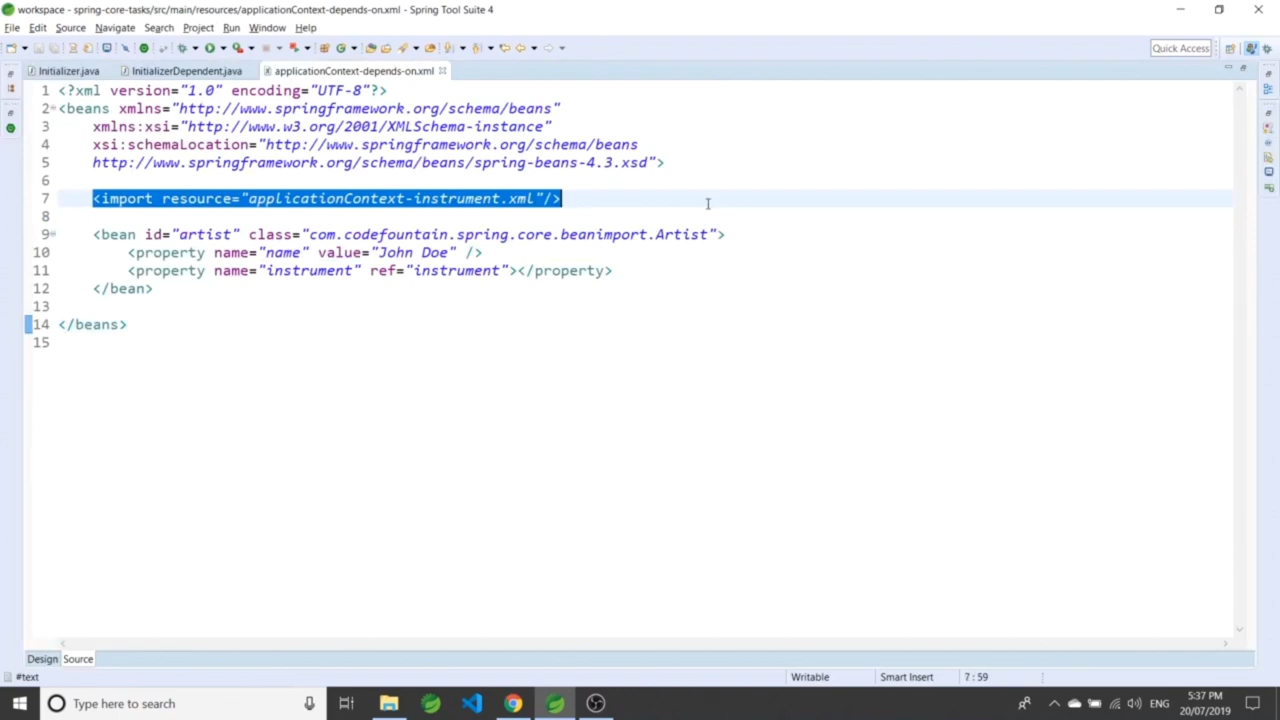 workspace - spring-core-tasks/src/main/resources/applicationContext-depends-on.xml - Spring Tool Suite 4
File Edit Source Navigate Search Project Run Window Help
Quick Access
Initializer.java InitializerDependent.java applicationContext-depends-on.xml
1 <?xml version="1.0" encoding="UTF-8"?>
2 <beans xmlns="http://www.springframework.org/schema/beans"
3 xmlns:xsi="http://www.w3.org/2001/XMLSchema-instance"
4 xsi:schemaLocation="http://www.springframework.org/schema/beans
5 http://www.springframework.org/schema/beans/spring-beans-4.3.xsd">
6
7 <import resource="applicationContext-instrument.xml"/>
8
9 <bean id="artist" class="com.codefountain.spring.core.beanimport.Artist">
10 <property name="name" value="John Doe" />
11 <property name="instrument" ref="instrument"></property>
12 </bean>
13
14 </beans>
15
Design Source
#text Writable Smart Insert 7 : 59
Type here to search ENG 5:37 PM
20/07/2019